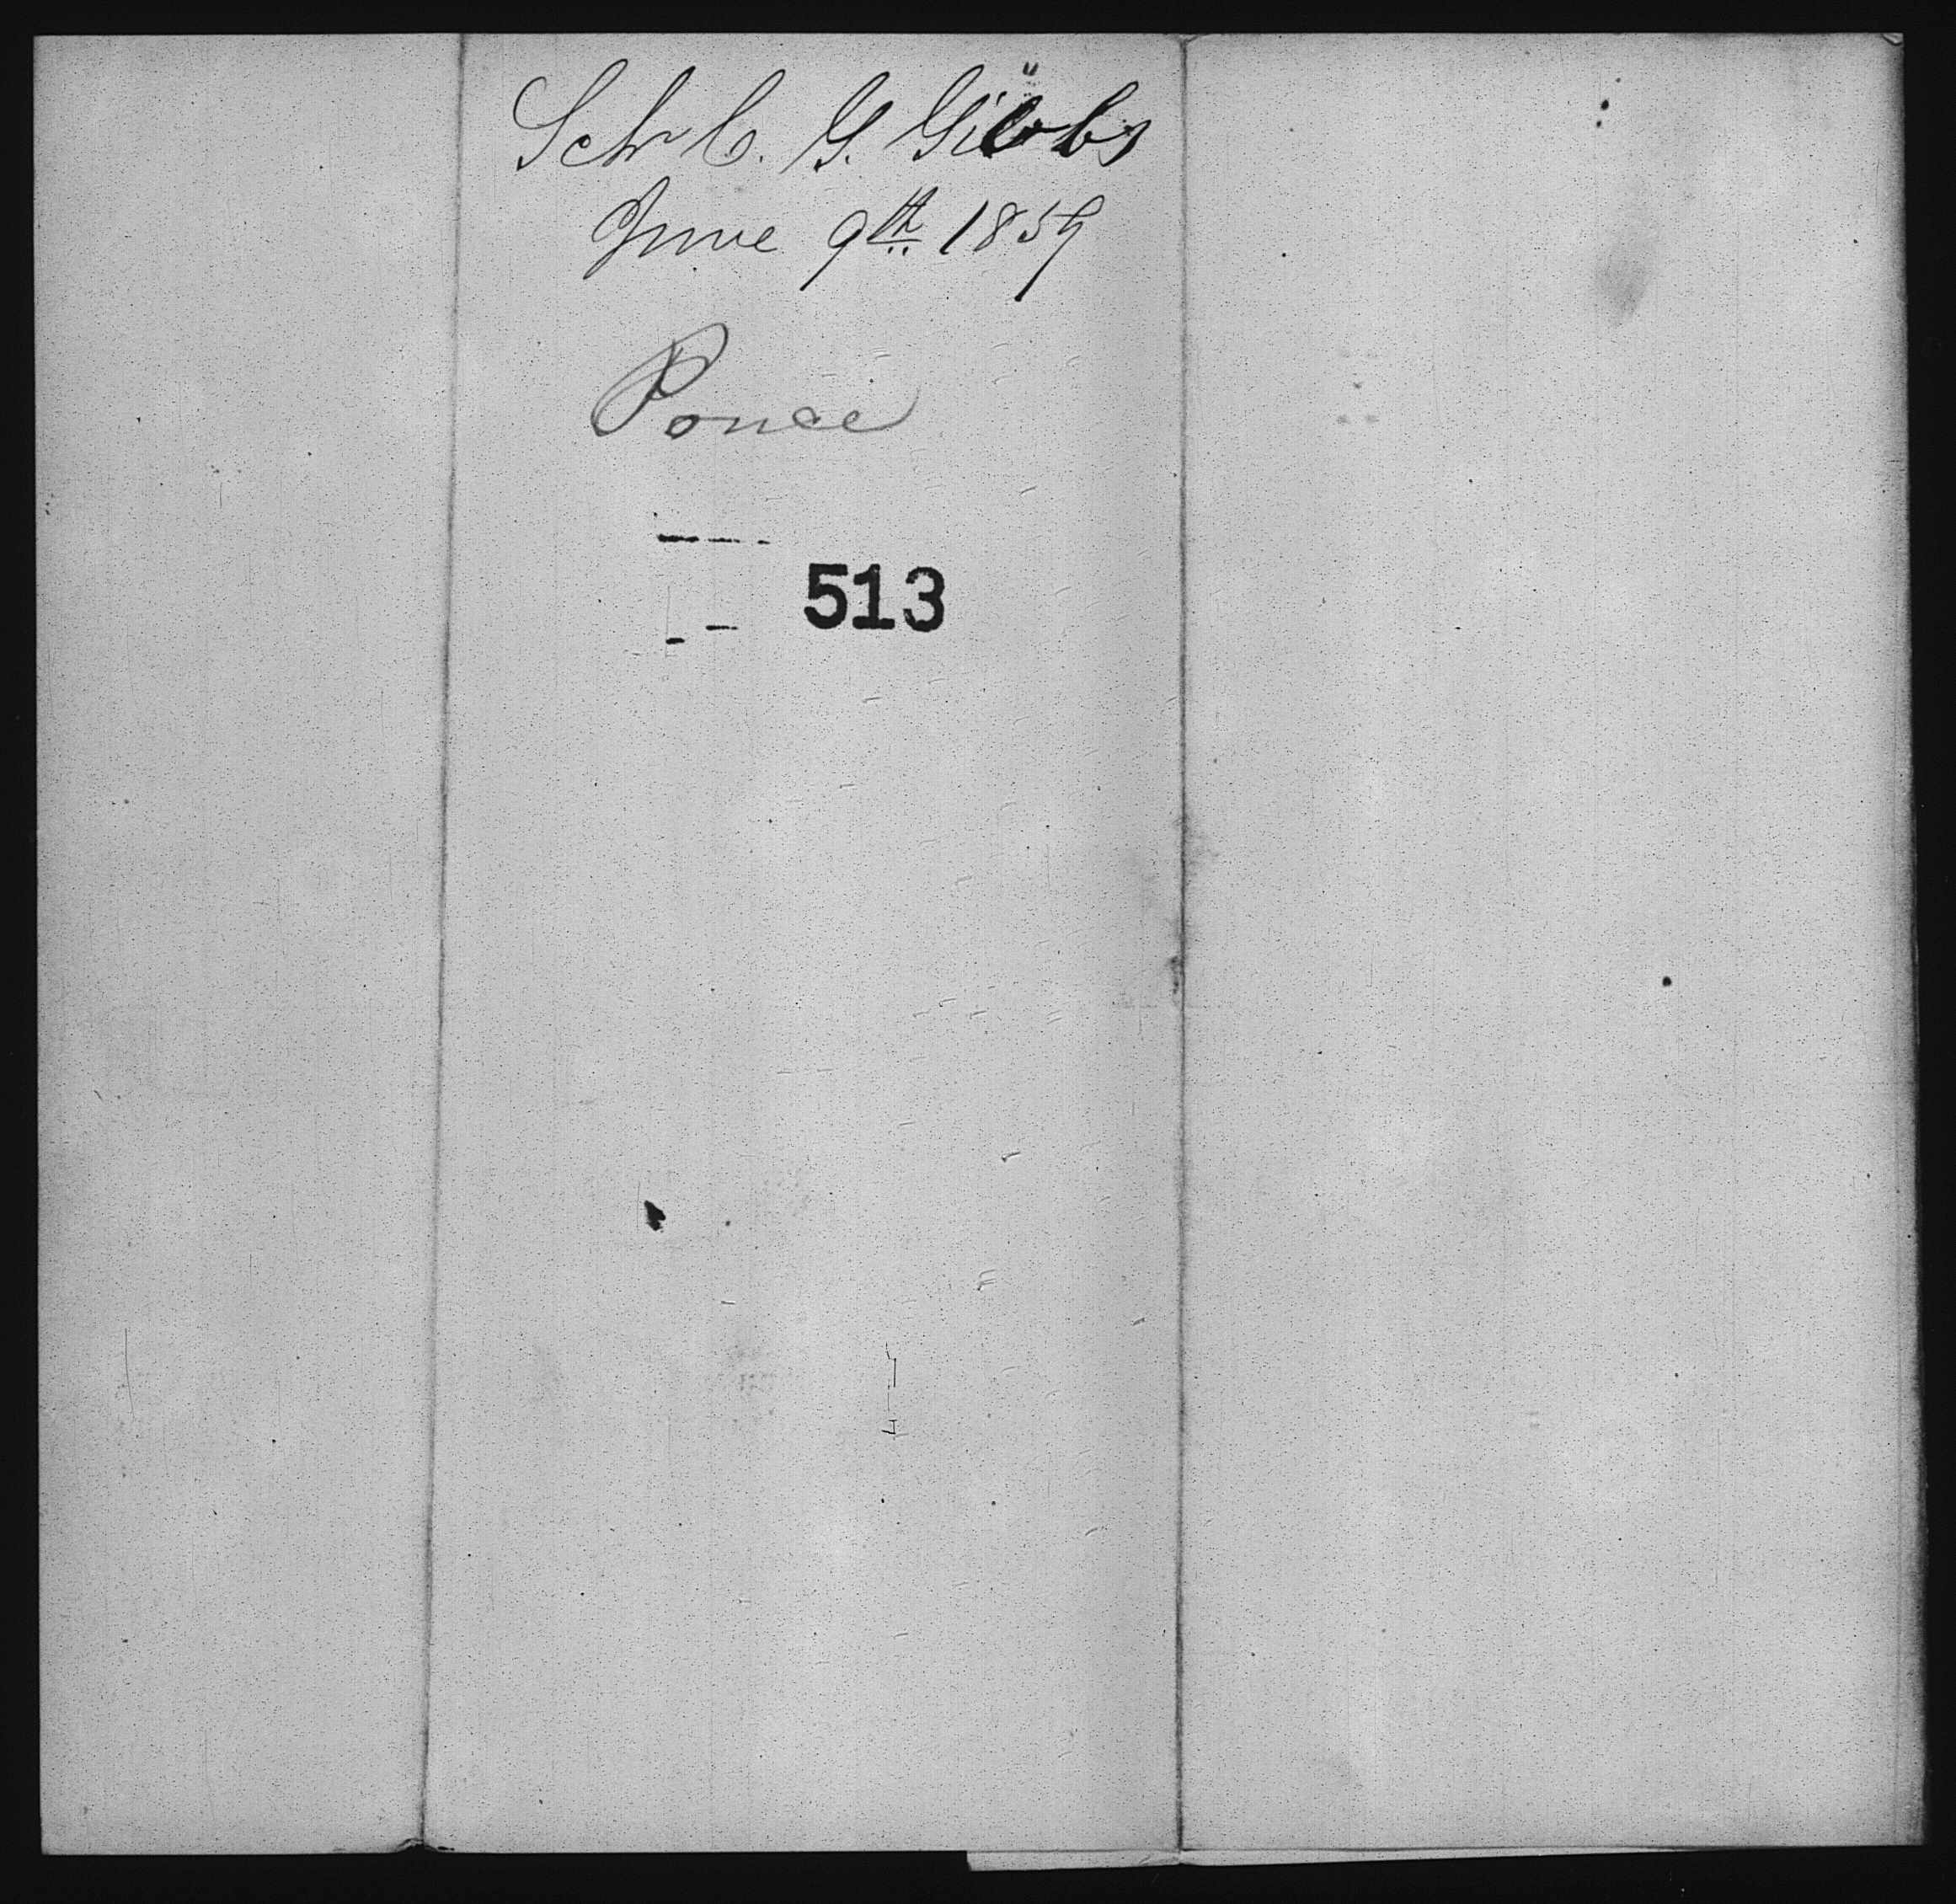 Schr C. G. Gibbs
June 9th 1859
Ponce
513